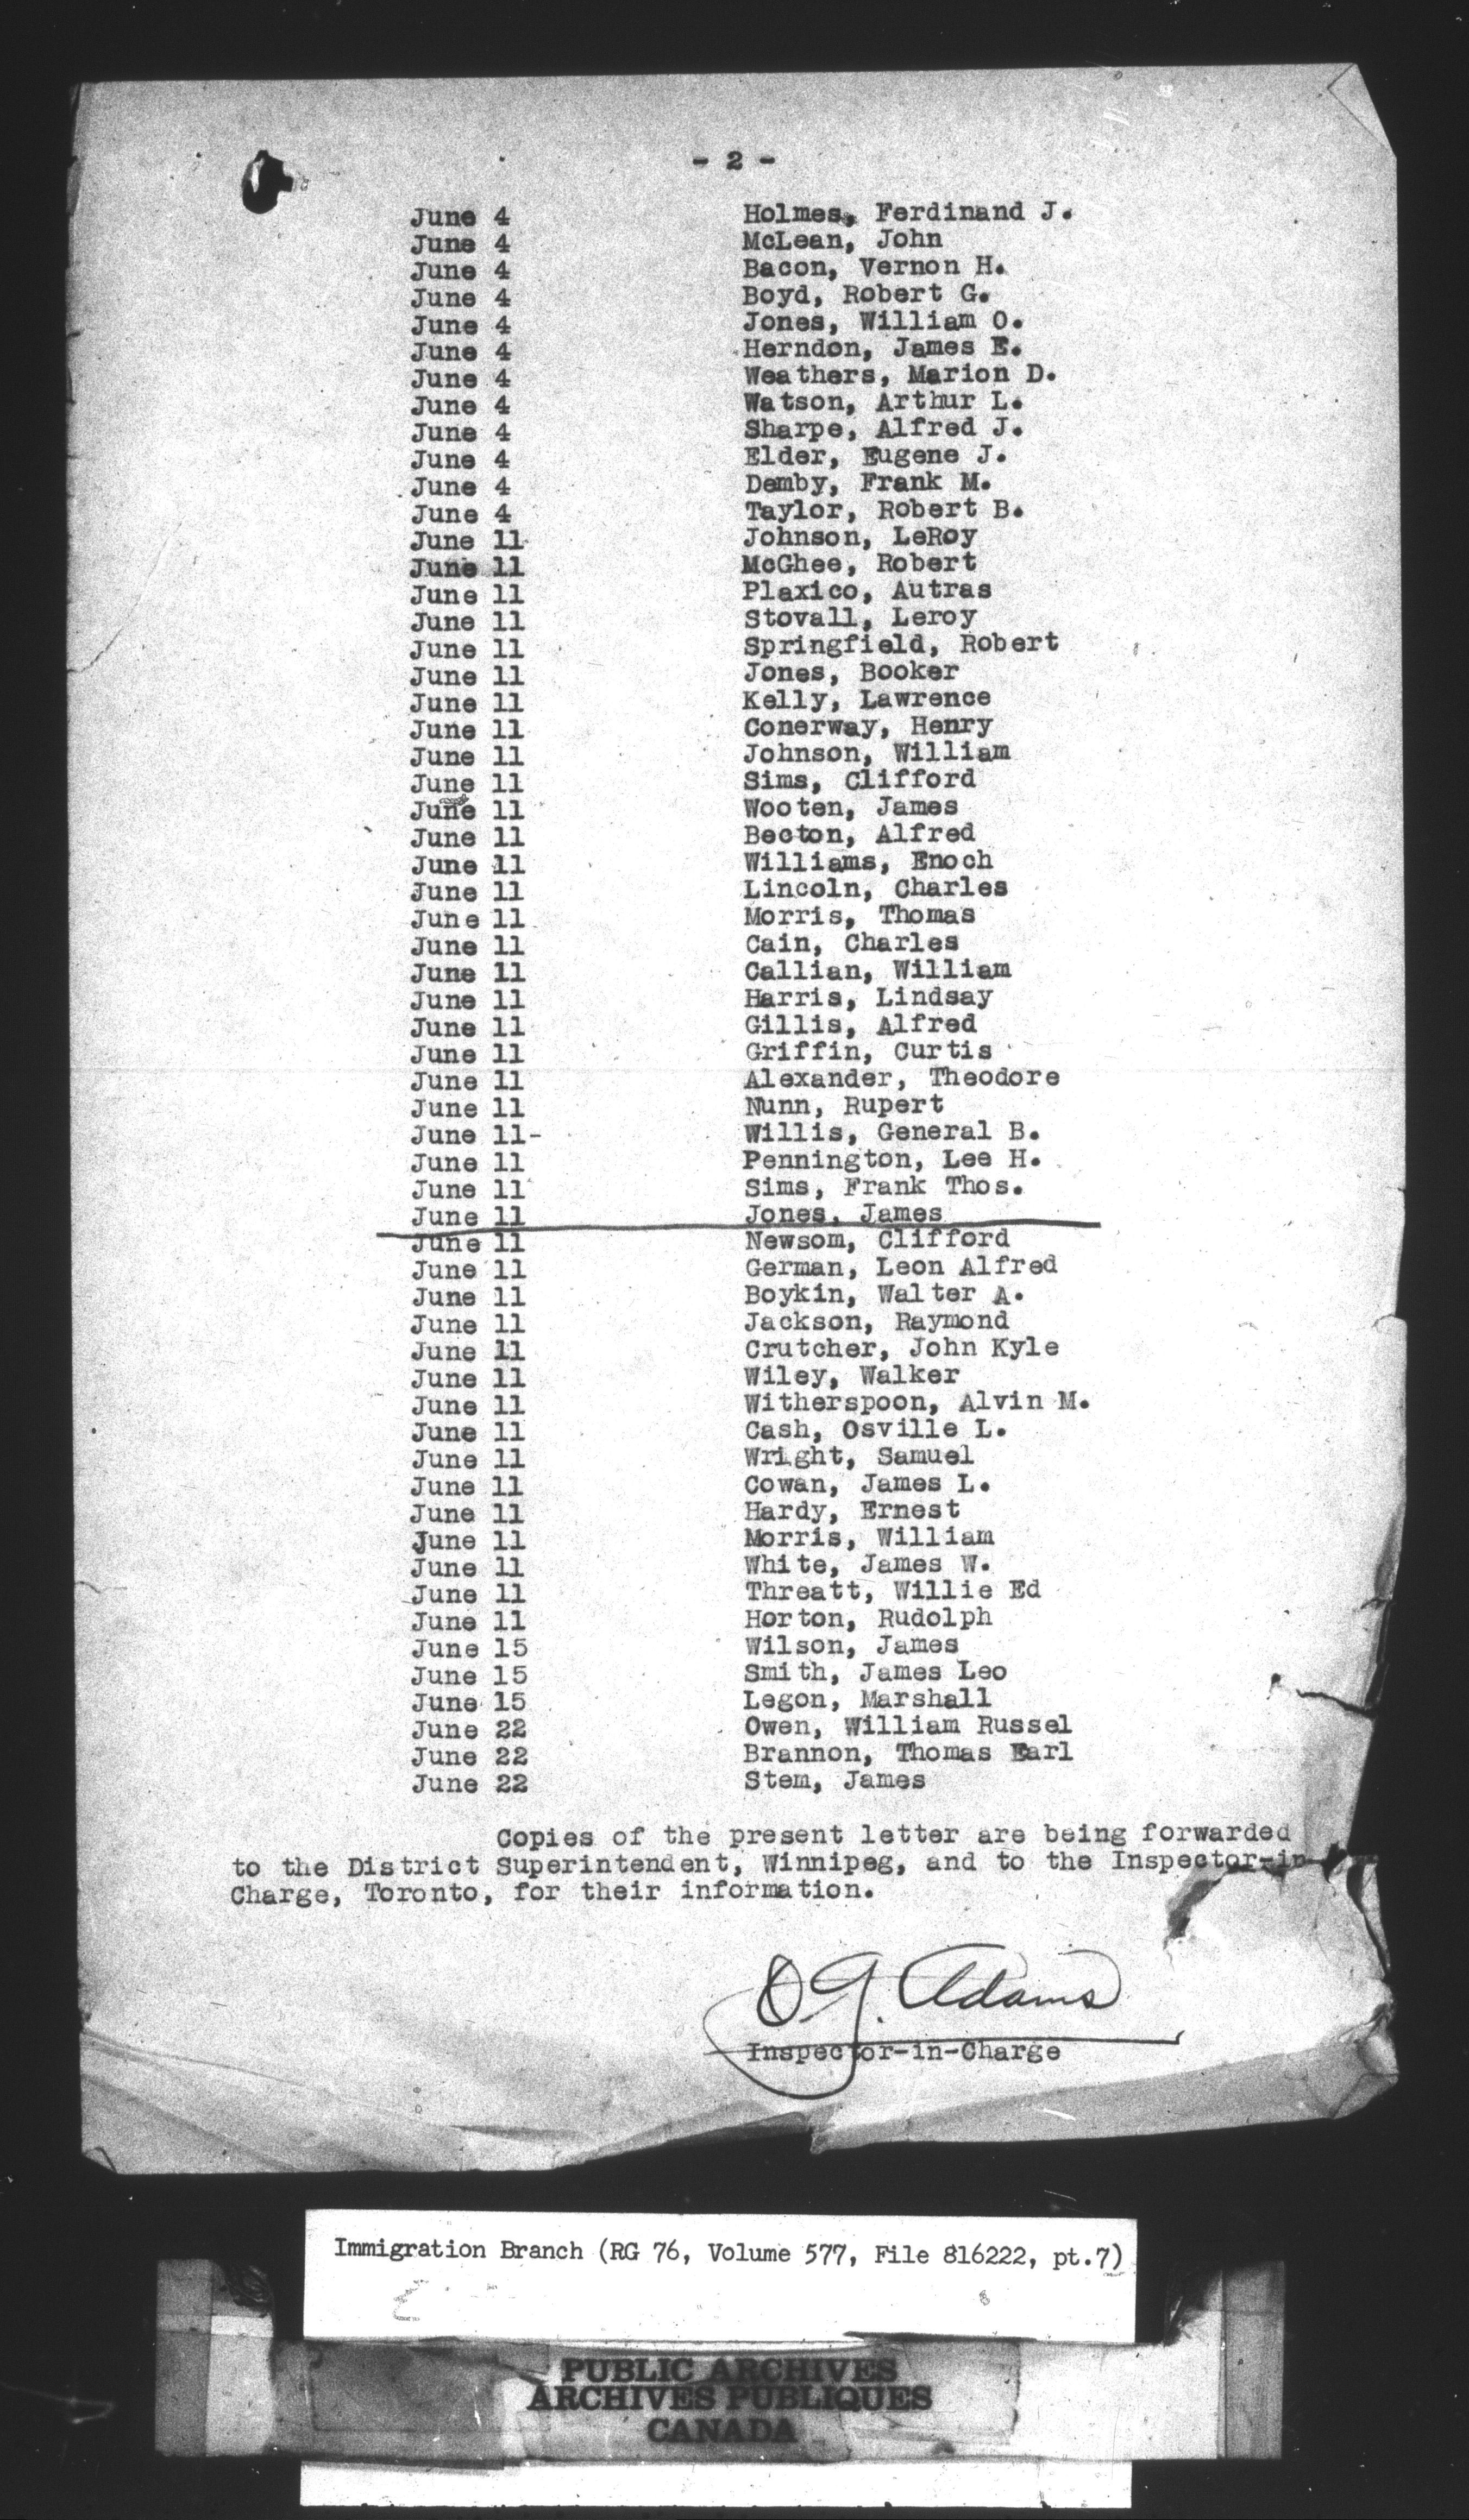 - 2 -
June 4 Holmes, Ferdinand J.
June 4 McLean, John
June 4 Bacon, Vernon H.
June 4 Boyd, Robert G.
June 4 Jones, William O.
June 4 Herndon, James E.
June 4 Weathers, Marion D.
June 4 Watson, Arthur L.
June 4 Sharpe, Alfred J.
June 4 Elder, Eugene J.
June 4 Demby, Frank M.
June 4 Taylor, Robert B.
June 11 Johnson, LeRoy
June 11 McGhee, Robert
June 11 Plaxico, Autras
June 11 Stovall, Leroy
June 11 Springfield, Robert
June 11 Jones, Booker
June 11 Kelly, Lawrence
June 11 Conerway, Henry
June 11 Johnson, William
June 11 Sims, Clifford
June 11 Wooten, James
June 11 Becton, Alfred
June 11 Williams, Enoch
June 11 Lincoln, Charles
June 11 Morris, Thomas
June 11 Cain, Charles
June 11 Callian, William
June 11 Harris, Lindsay
June 11 Gillis, Alfred
June 11 Griffin, Curtis
June 11 Alexander, Theodore
June 11 Nunn, Rupert
June 11- Willis, General B.
June 11 Pennington, Lee H.
June 11 Sims, Frank Thos.
June 11 Jones, James
June 11 Newsom, Clifford
June 11 German, Leon Alfred
June 11 Boykin, Walter A.
June 11 Jackson, Raymond
June 11 Crutcher, John Kyle
June 11 Wiley, Walker
June 11 Witherspoon, Alvin M.
June 11 Cash, Osville L.
June 11 Wright, Samuel
June 11 Cowan, James L.
June 11 Hardy, Ernest
June 11 Morris, William
June 11 White, James W.
June 11 Threatt, Willie Ed
June 11 Horton, Rudolph
June 15 Wilson, James
June 15 Smith, James Leo
June 15 Legon, Marshall
June 22 Owen, William Russel
June 22 Brannon, Thomas Earl
June 22 Stem, James
Copies of the present letter are being forwarded
to the District Superintendent, Winnipeg, and to the Inspector-in-
Charge, Toronto, for their information.
O.G. Adams
Inspector-in-Charge
Immigration Branch (RG 76, Volume 577, File 816222, pt.7)
PUBLIC ARCHIVES
ARCHIVES PUBLIQUES
CANADA